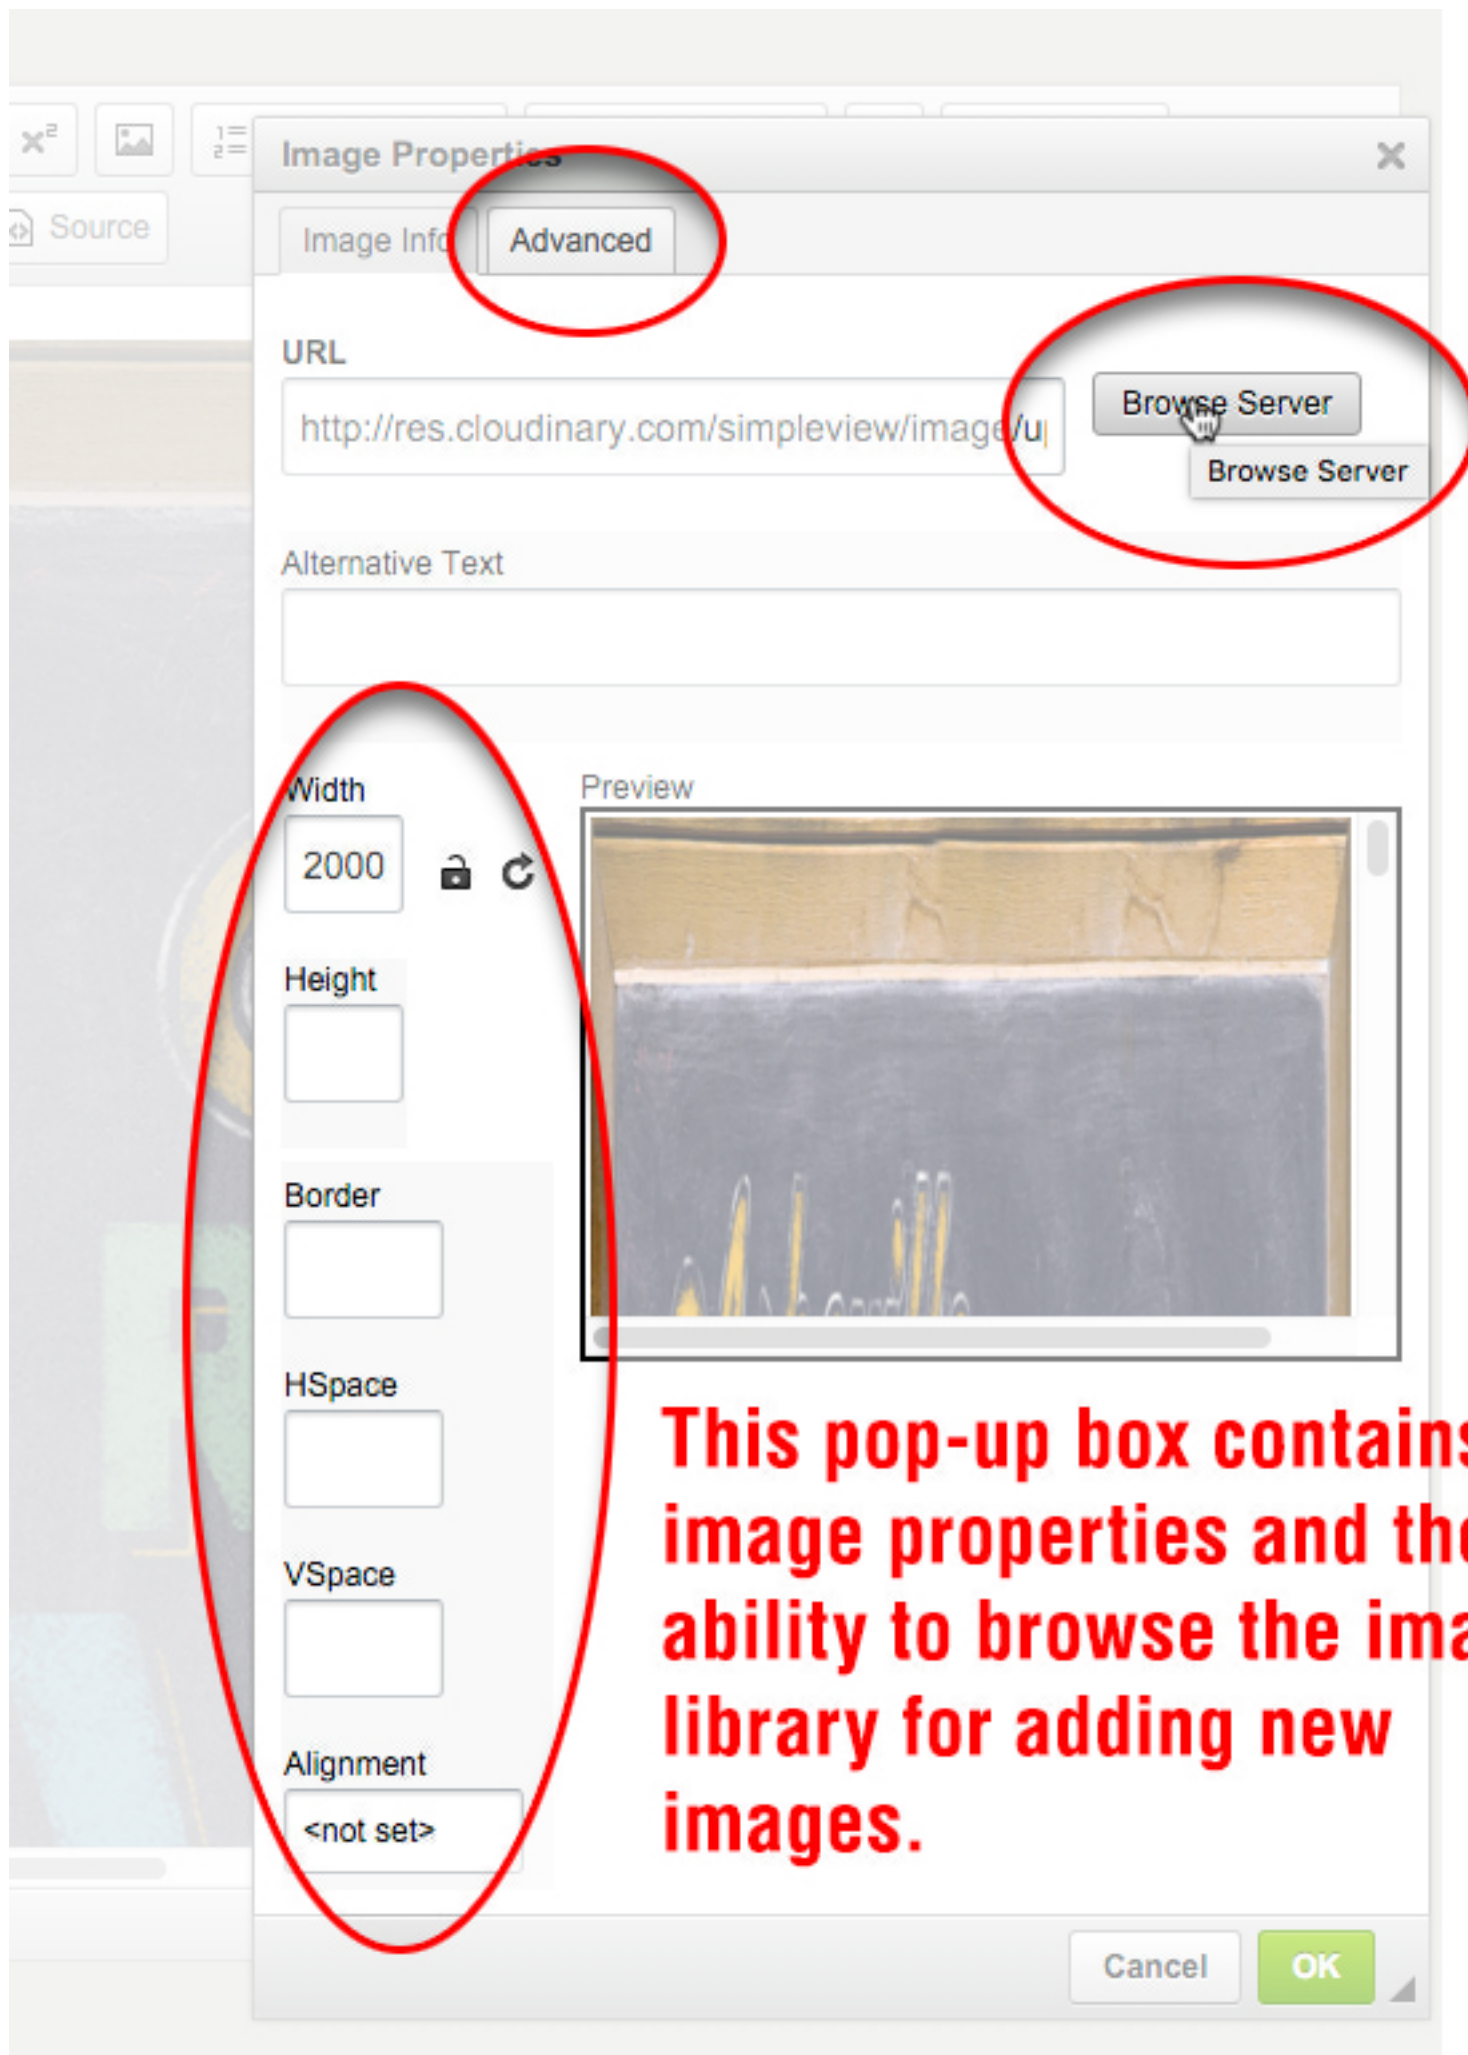 x²
Source
Image Properties
Image Info
Advanced
URL
http://res.cloudinary.com/simpleview/image/u
Browse Server
Browse Server
Alternative Text
Width
Preview
2000
Height
Border
HSpace
VSpace
Alignment
<not set>
This pop-up box contains
image properties and the
ability to browse the ima
library for adding new
images.
Cancel
OK